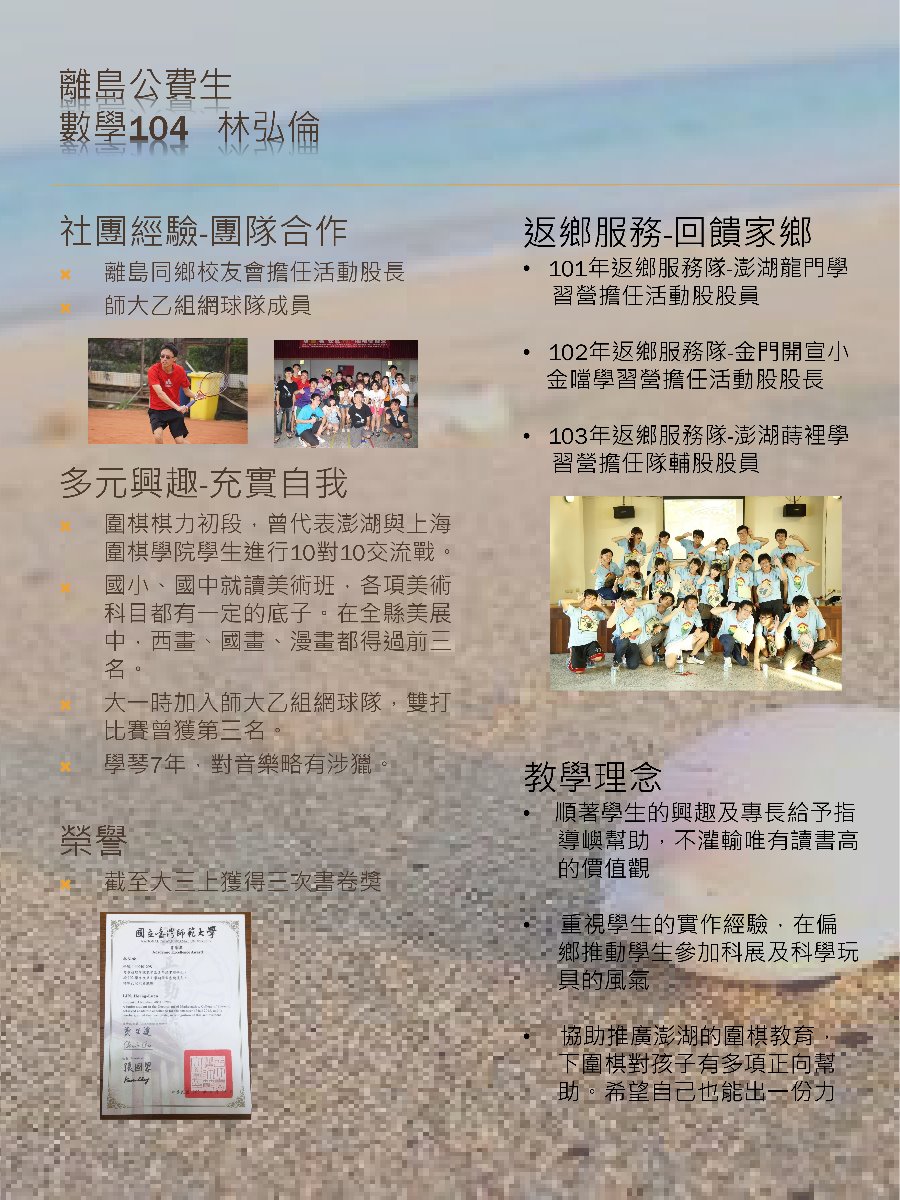 離島公費生
數學104 林弘倫
社團經驗-團隊合作
離島同鄉校友會擔任活動股長
師大乙組網球隊成員
多元興趣-充實自我
圍棋棋力初段，曾代表澎湖與上海
圍棋學院學生進行10對10交流戰。
國小、國中就讀美術班，各項美術
科目都有一定的底子。在全縣美展
中，西畫、國畫、漫畫都得過前三
名。
大一時加入師大乙組網球隊，雙打
比賽曾獲第三名。
學琴7年，對音樂略有涉獵。
榮譽
截至大三上獲得三次書卷獎
國立臺灣師範大學
Academic Excellence Award
返鄉服務-回饋家鄉
• 101年返鄉服務隊-澎湖龍門學
習營擔任活動股股員
• 102年返鄉服務隊-金門開宣小
金噹學習營擔任活動股股長
• 103年返鄉服務隊-澎湖蒔裡學
習營擔任隊輔股股員
教學理念
• 順著學生的興趣及專長給予指
導與幫助，不灌輸唯有讀書高
的價值觀
• 重視學生的實作經驗，在偏
鄉推動學生參加科展及科學玩
具的風氣
• 協助推廣澎湖的圍棋教育，
下圍棋對孩子有多項正向幫
助。希望自己也能出一份力